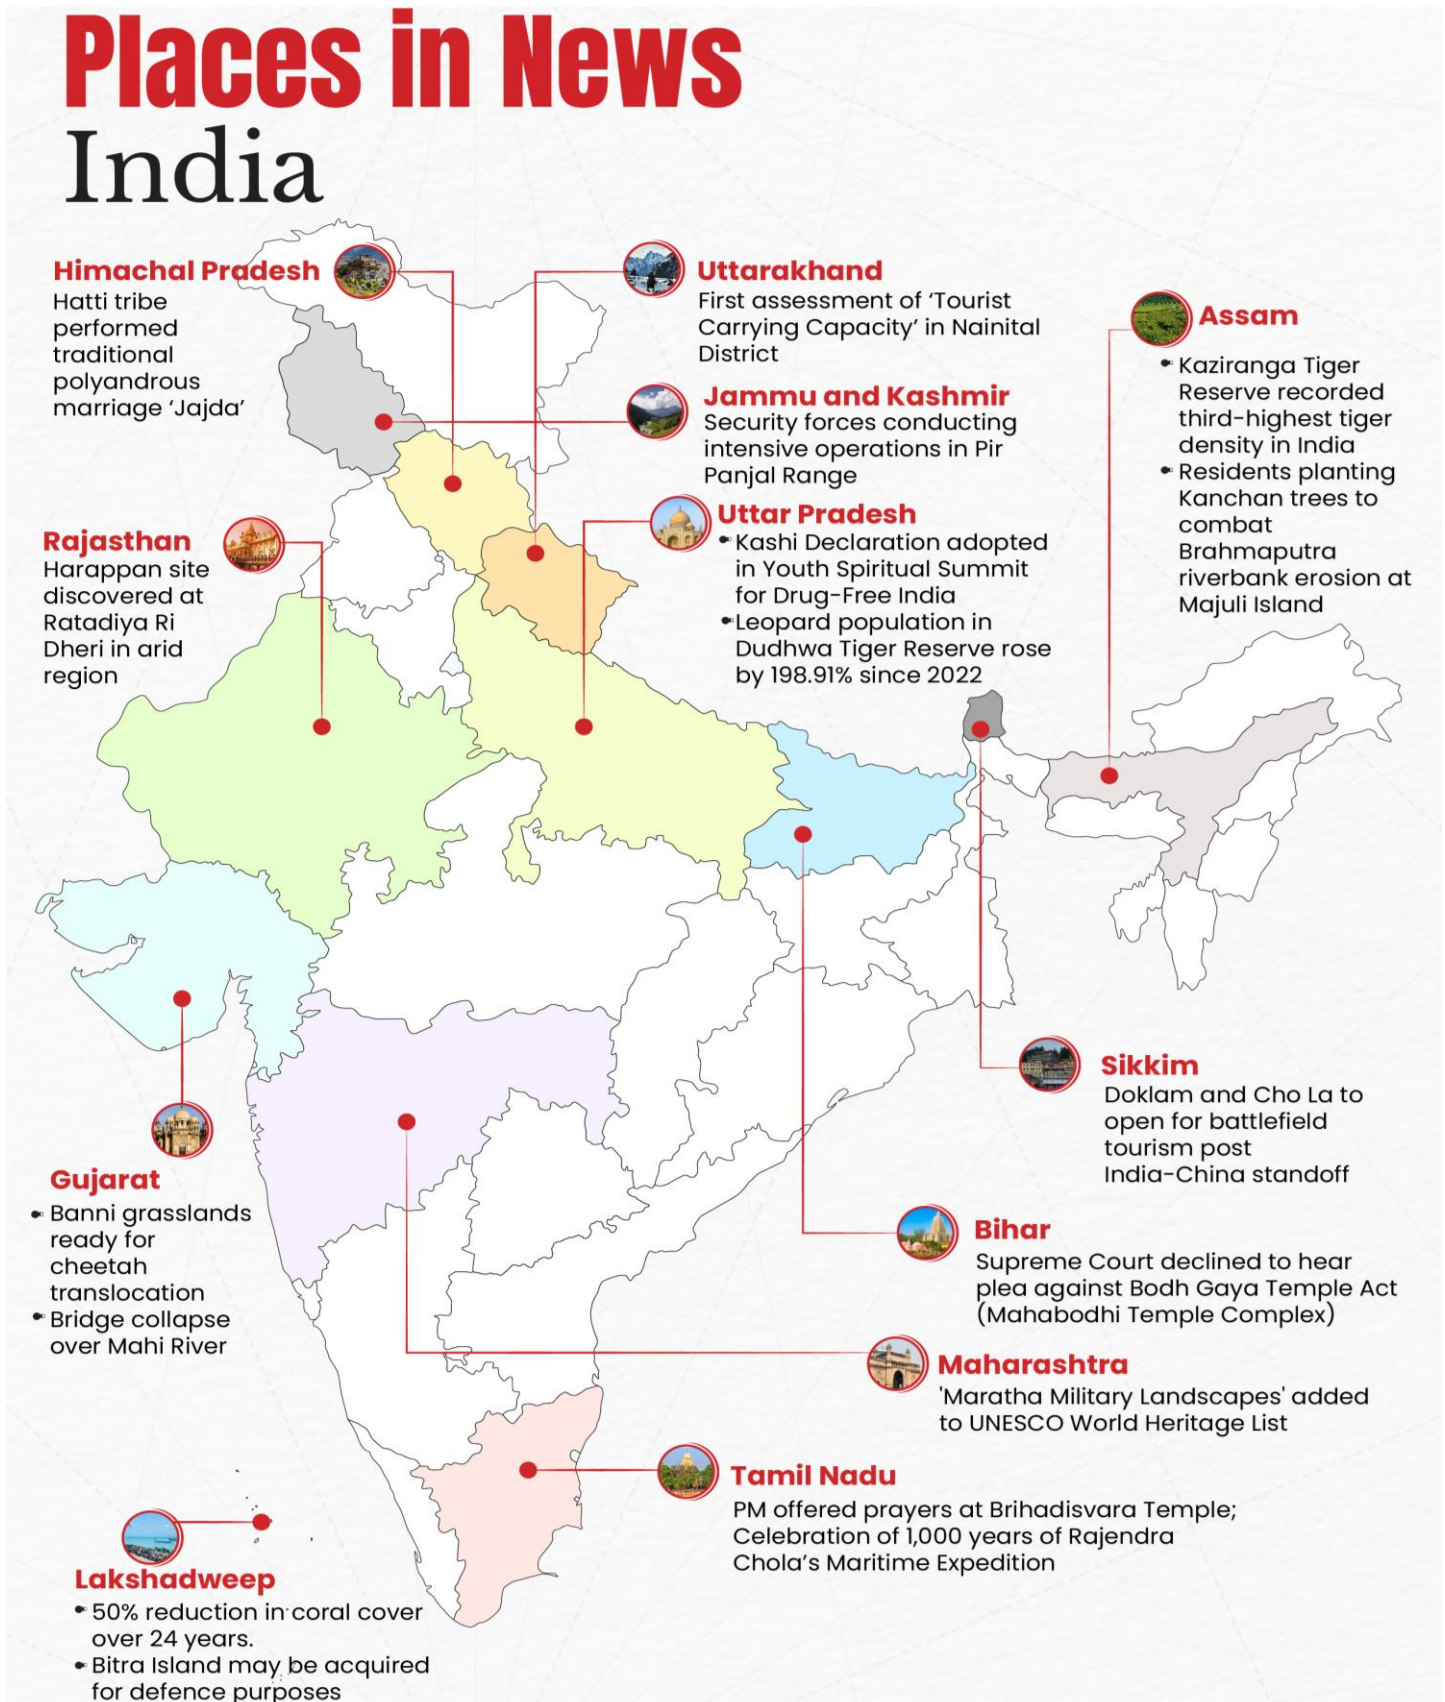 Places in News
India
Himachal Pradesh
Hatti tribe
performed
traditional
polyandrous
marriage ‘Jajda’
Uttarakhand
First assessment of ‘Tourist
Carrying Capacity’ in Nainital
District
Jammu and Kashmir
Security forces conducting
intensive operations in Pir
Panjal Range
Assam
Kaziranga Tiger
Reserve recorded
third-highest tiger
density in India
Residents planting
Kanchan trees to
combat
Brahmaputra
riverbank erosion at
Majuli Island
Rajasthan
Harappan site
discovered at
Ratadiya Ri
Dheri in arid
region
Uttar Pradesh
Kashi Declaration adopted
in Youth Spiritual Summit
for Drug-Free India
Leopard population in
Dudhwa Tiger Reserve rose
by 198.91% since 2022
Sikkim
Doklam and Cho La to
open for battlefield
tourism post
India-China standoff
Gujarat
Banni grasslands
ready for
cheetah
translocation
Bridge collapse
over Mahi River
Bihar
Supreme Court declined to hear
plea against Bodh Gaya Temple Act
(Mahabodhi Temple Complex)
Maharashtra
'Maratha Military Landscapes' added
to UNESCO World Heritage List
Tamil Nadu
PM offered prayers at Brihadisvara Temple;
Celebration of 1,000 years of Rajendra
Chola’s Maritime Expedition
Lakshadweep
50% reduction in coral cover
over 24 years.
Bitra Island may be acquired
for defence purposes